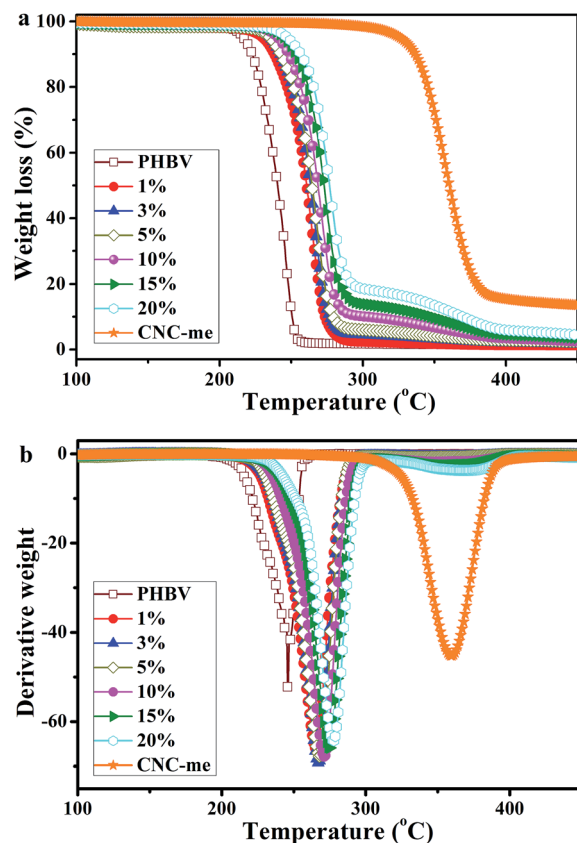 a
100
80
60
40
20
0
Weight loss (%)
PHBV
1%
3%
5%
10%
15%
20%
CNC-me
100 200 300 400
Temperature (°C)
b
0
-20
-40
-60
Derivative weight
PHBV
1%
3%
5%
10%
15%
20%
CNC-me
100 200 300 400
Temperature (°C)